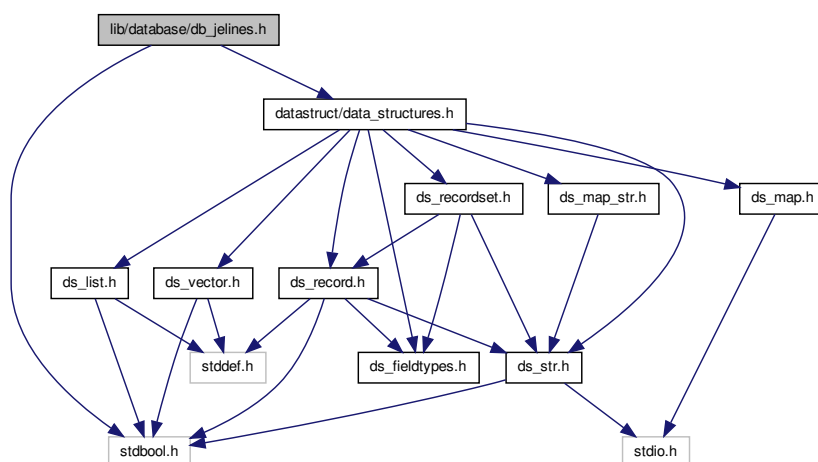 lib/database/db_jelines.h
datastruct/data_structures.h
ds_recordset.h
ds_map_str.h
ds_map.h
ds_list.h
ds_vector.h
ds_record.h
stddef.h
ds_fieldtypes.h
ds_str.h
stdbool.h
stdio.h